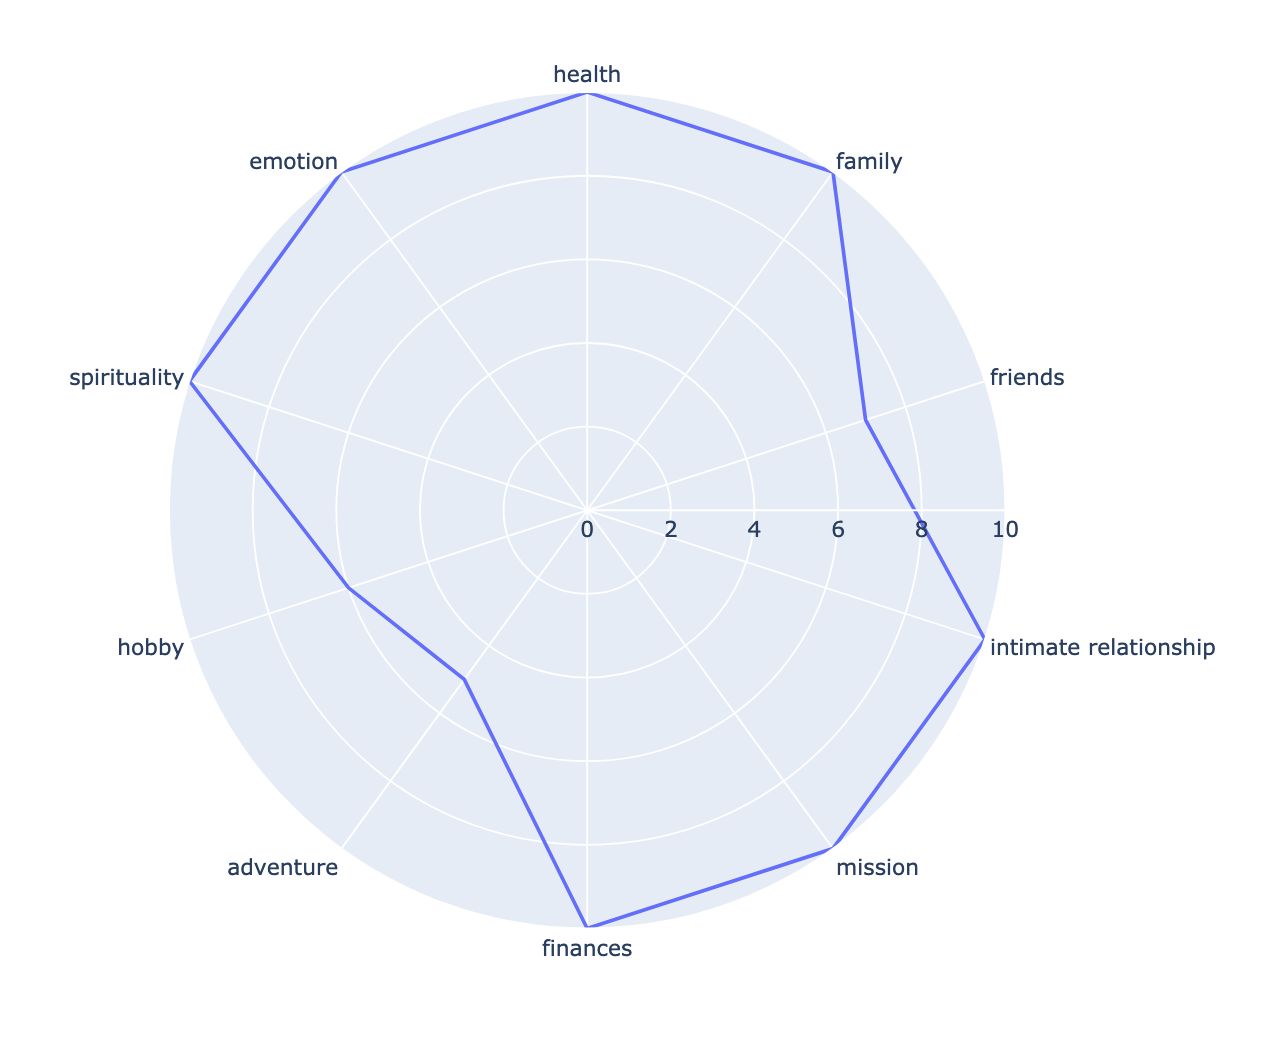 health
emotion
family
spirituality
friends
0 2 4 6 8 10
hobby
intimate relationship
adventure
mission
finances